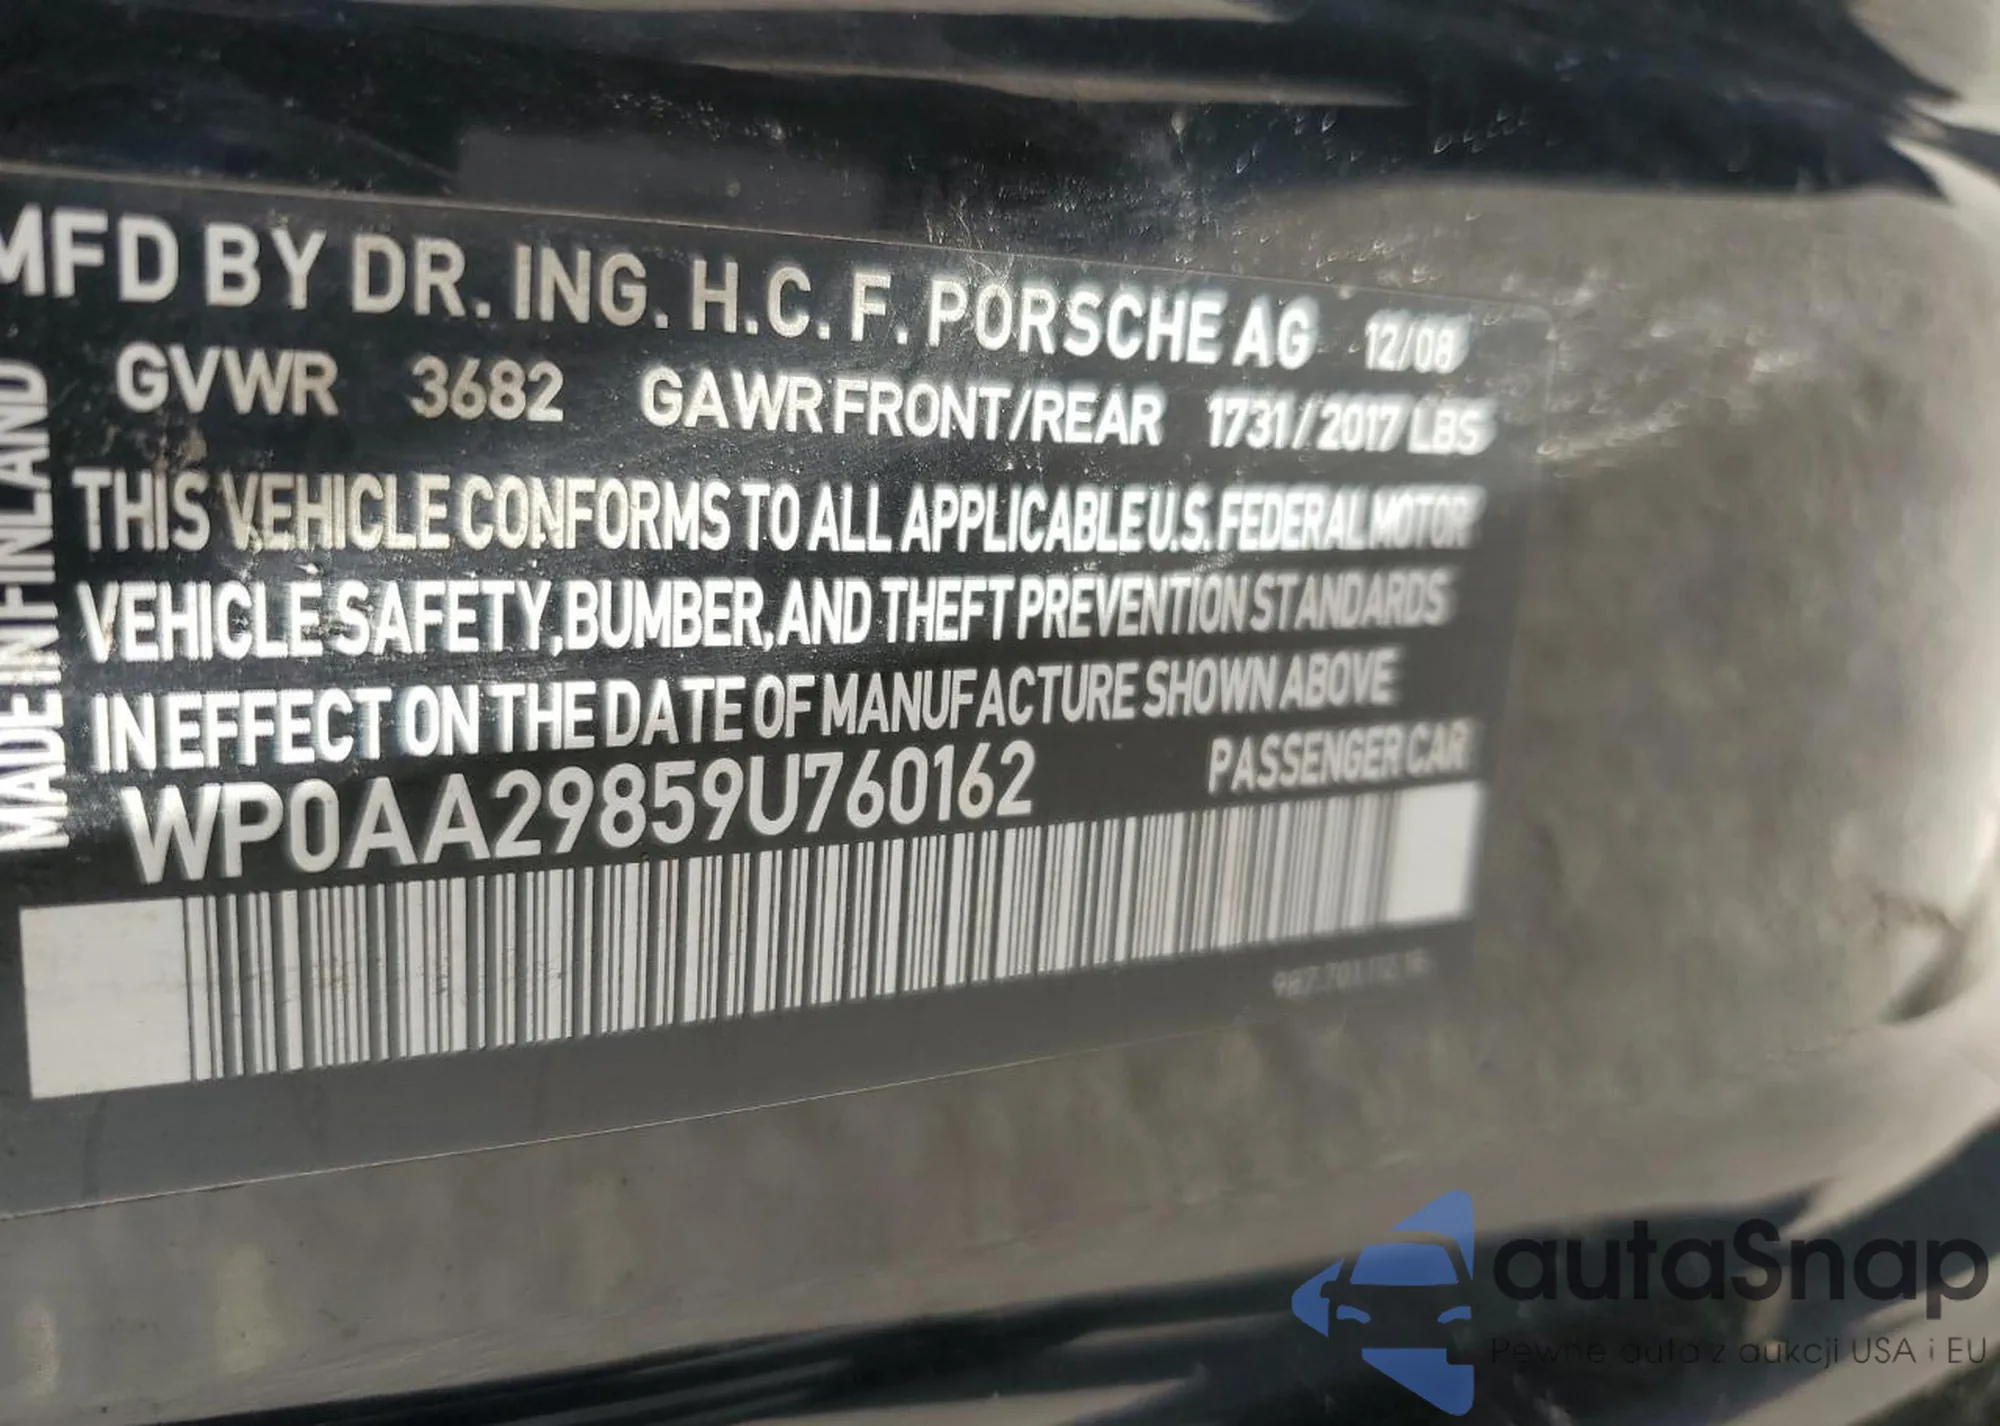 MFD BY DR. ING. H.C. F. PORSCHE AG 12/08
GVWR 3682 GAWR FRONT/REAR 1731/2017 LBS
THIS VEHICLE CONFORMS TO ALL APPLICABLE U.S. FEDERAL MOTOR
VEHICLE SAFETY, BUMBER, AND THEFT PREVENTION STANDARDS
IN EFFECT ON THE DATE OF MANUFACTURE SHOWN ABOVE
WP0AA29859U760162 PASSENGER CAR
MADE IN FINLAND
autaSnap
Pewne auta z aukcji USA i EU